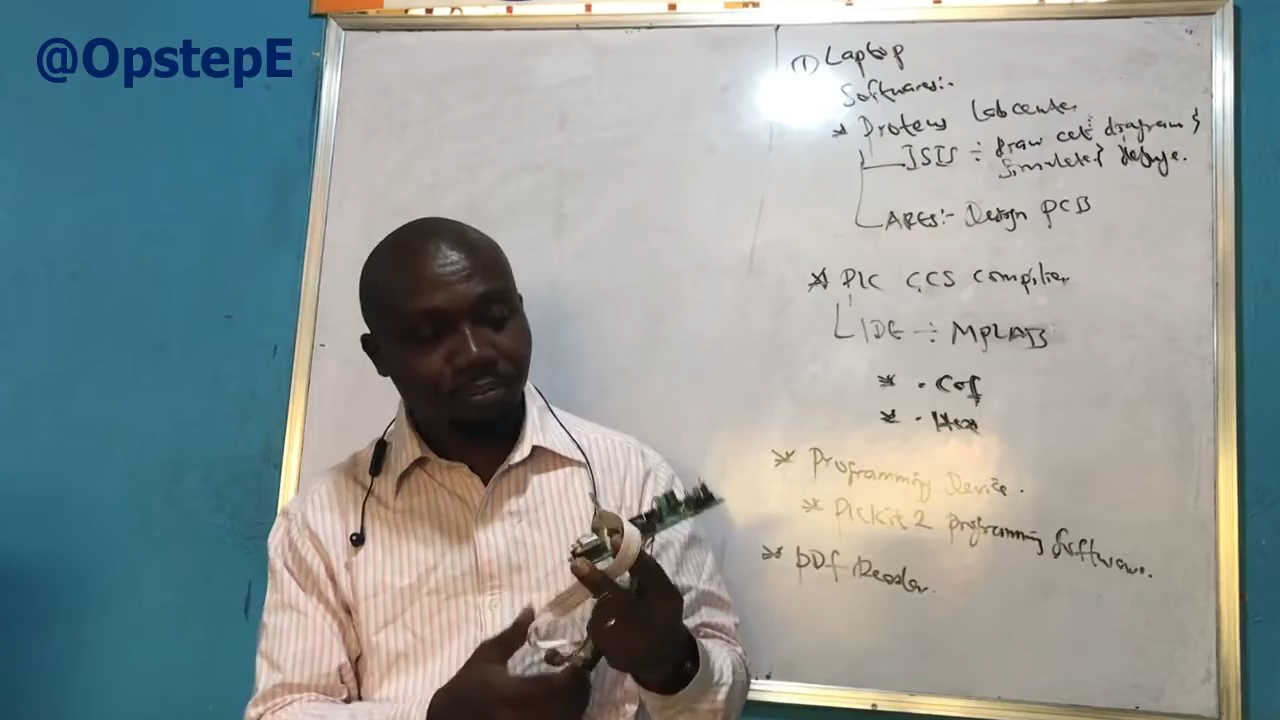 @OpstepE
① Laptop
Softwares:-
* Proteus Labcenter
ISIS ÷ Draw cct diagram &
Simulate &
ARES:- Design PCB
* PIC CCS Compiler
IDE ÷ MPLAB
* . Cof
* . Hex
* Programming Device.
* PICKit 2 programming Software.
* PDF Reader.